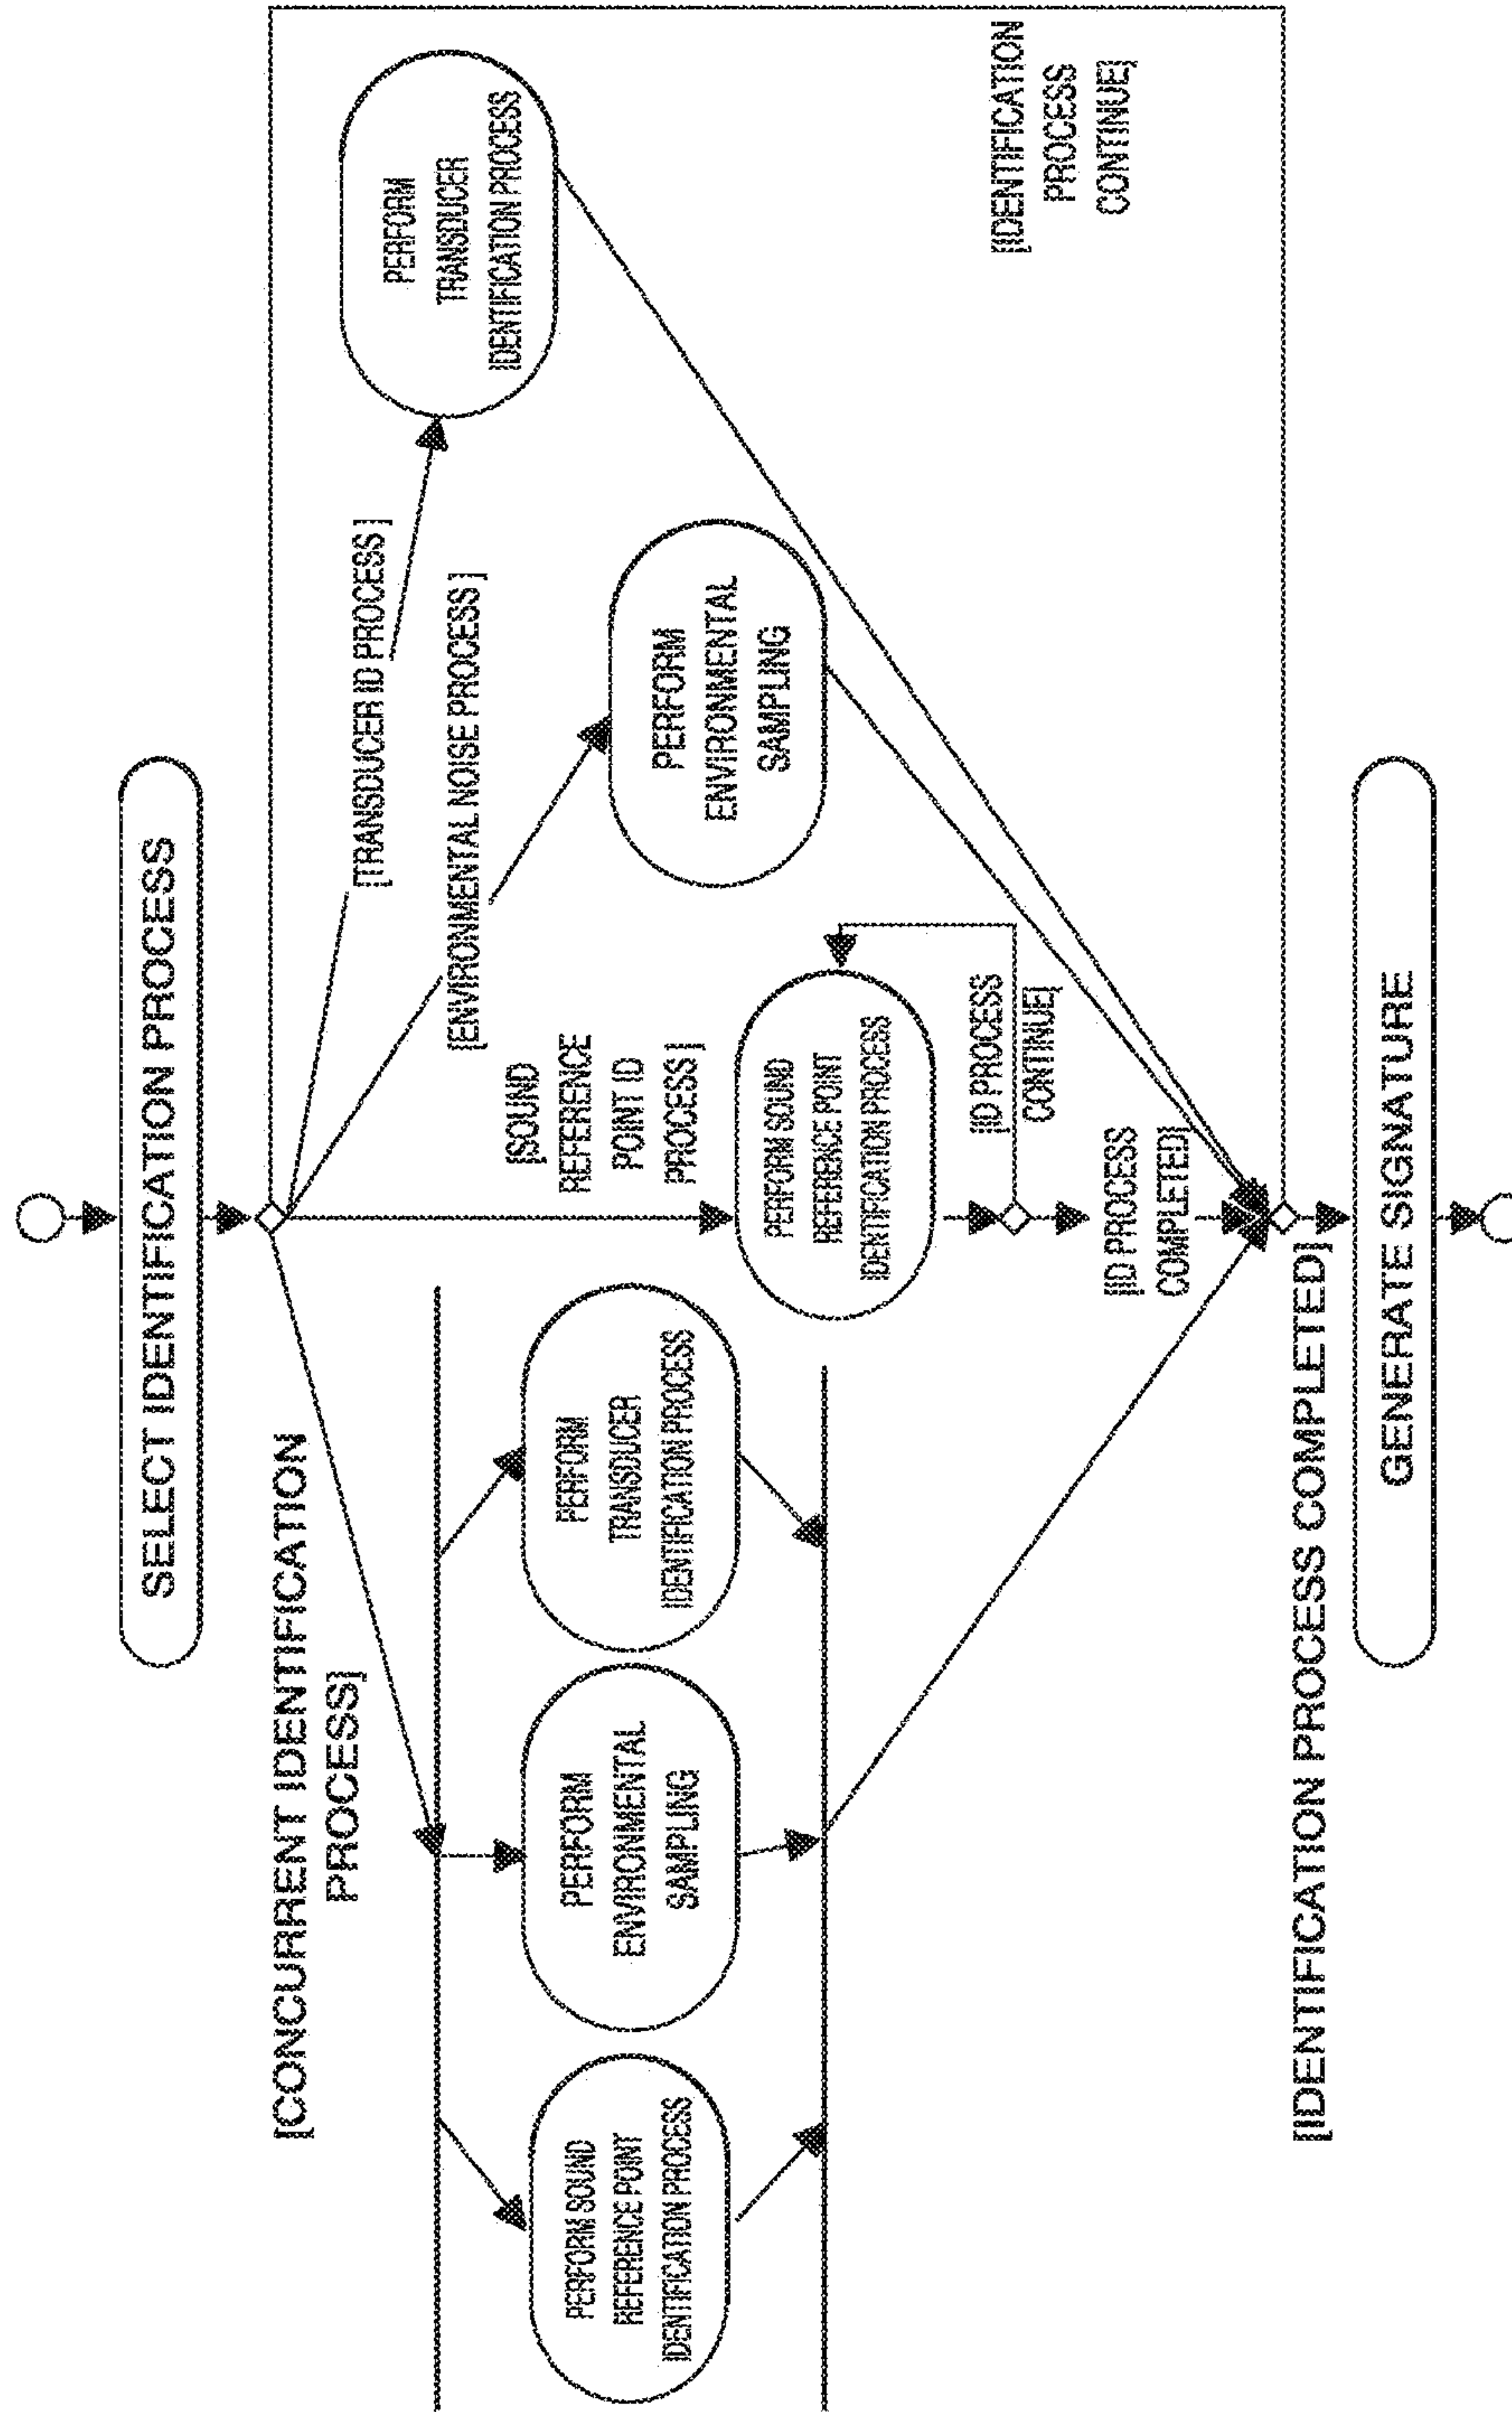 SELECT IDENTIFICATION PROCESS
[CONCURRENT IDENTIFICATION
PROCESS]
[TRANSDUCER ID PROCESS ]
[ENVIRONMENTAL NOISE PROCESS ]
[SOUND
REFERENCE
POINT ID
PROCESS ]
PERFORM SOUND
REFERENCE POINT
IDENTIFICATION PROCESS
PERFORM
ENVIRONMENTAL
SAMPLING
PERFORM
TRANSDUCER
IDENTIFICATION PROCESS
PERFORM SOUND
REFERENCE POINT
IDENTIFICATION PROCESS
PERFORM
ENVIRONMENTAL
SAMPLING
PERFORM
TRANSDUCER
IDENTIFICATION PROCESS
[ID PROCESS
CONTINUE]
[ID PROCESS
COMPLETED]
[IDENTIFICATION
PROCESS
CONTINUE]
[IDENTIFICATION PROCESS COMPLETED]
GENERATE SIGNATURE